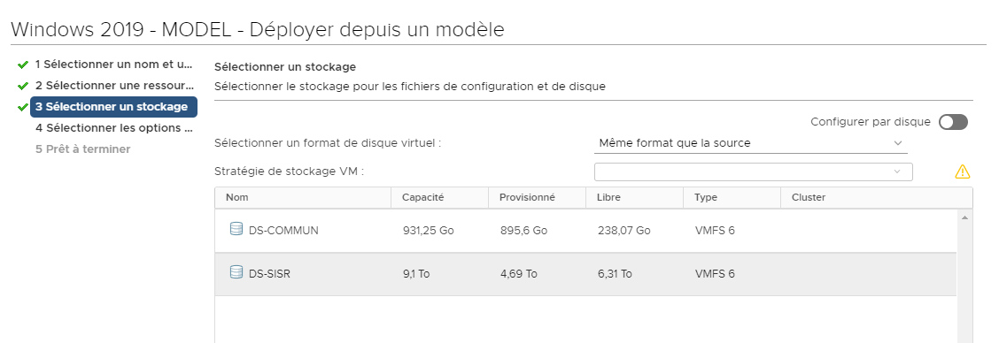 Windows 2019 - MODEL - Déployer depuis un modèle
1 Sélectionner un nom et u...
2 Sélectionner une ressour...
3 Sélectionner un stockage
4 Sélectionner les options ...
5 Prêt à terminer
Sélectionner un stockage
Sélectionner le stockage pour les fichiers de configuration et de disque
Configurer par disque
Sélectionner un format de disque virtuel : Même format que la source
Stratégie de stockage VM :
Nom Capacité Provisionné Libre Type Cluster
DS-COMMUN 931,25 Go 895,6 Go 238,07 Go VMFS 6
DS-SISR 9,1 To 4,69 To 6,31 To VMFS 6